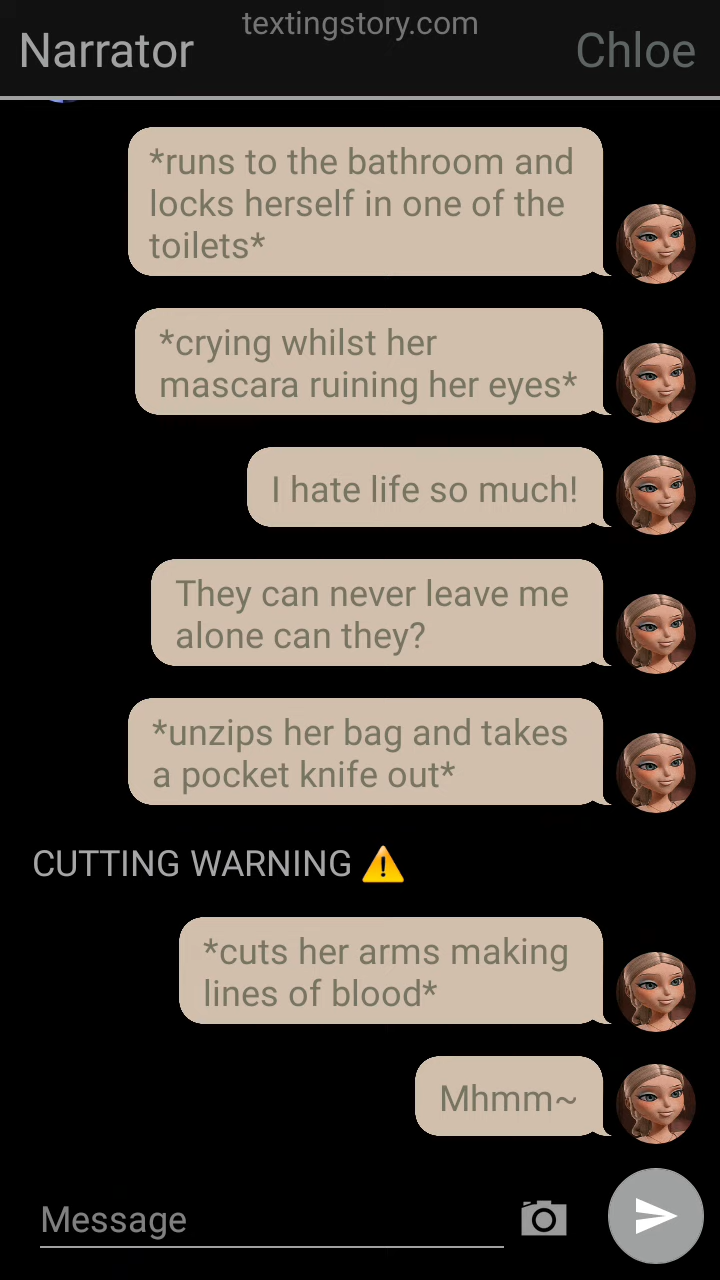 textingstory.com
Narrator
Chloe
*runs to the bathroom and
locks herself in one of the
toilets*
*crying whilst her
mascara ruining her eyes*
I hate life so much!
They can never leave me
alone can they?
*unzips her bag and takes
a pocket knife out*
CUTTING WARNING ⚠️
*cuts her arms making
lines of blood*
Mhmm~
Message